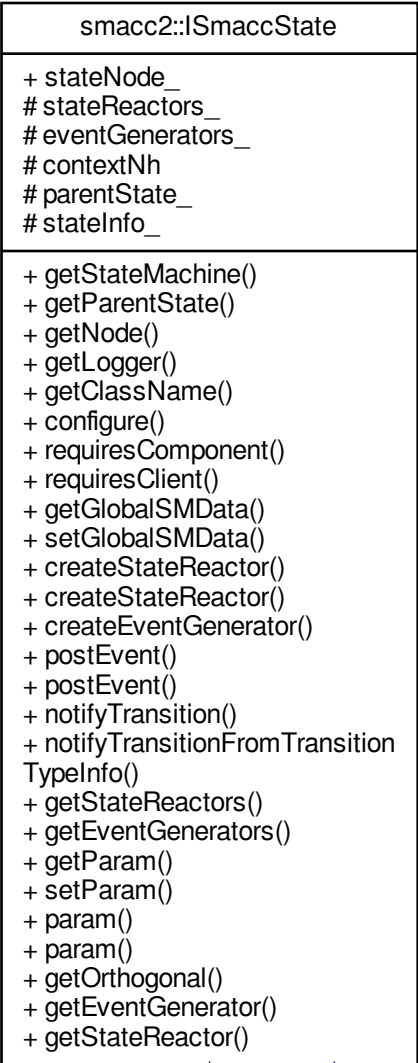 smacc2::ISmaccState
+ stateNode_
# stateReactors_
# eventGenerators_
# contextNh
# parentState_
# stateInfo_
+ getStateMachine()
+ getParentState()
+ getNode()
+ getLogger()
+ getClassName()
+ configure()
+ requiresComponent()
+ requiresClient()
+ getGlobalSMData()
+ setGlobalSMData()
+ createStateReactor()
+ createStateReactor()
+ createEventGenerator()
+ postEvent()
+ postEvent()
+ notifyTransition()
+ notifyTransitionFromTransition
TypeInfo()
+ getStateReactors()
+ getEventGenerators()
+ getParam()
+ setParam()
+ param()
+ param()
+ getOrthogonal()
+ getEventGenerator()
+ getStateReactor()